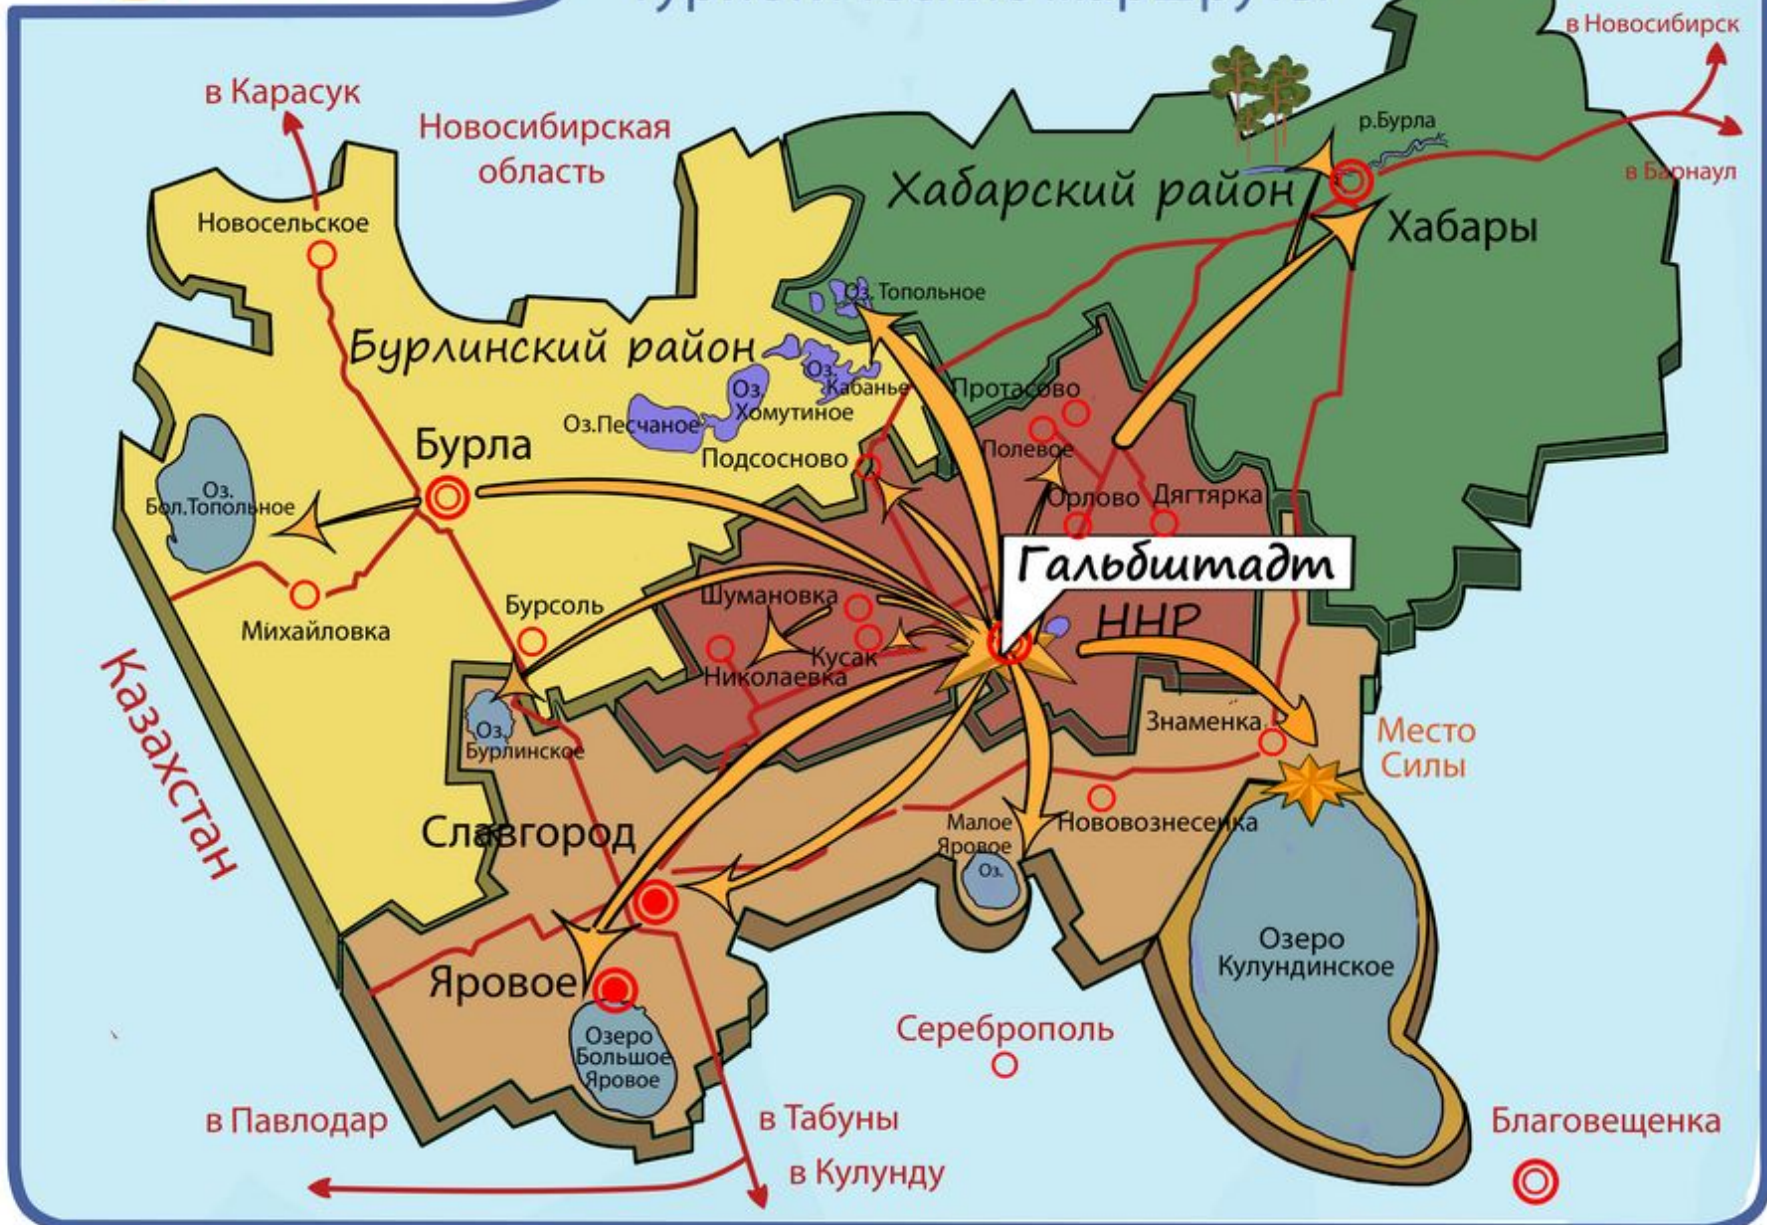 в Новосибирск
в Карасук
Новосибирская
область
р.Бурла
в Барнаул
Хабарский район
Хабары
Новосельское
Оз. Топольное
Бурлинский район
Оз.
Кабанье
Оз.
Хомутиное
Оз.Песчаное
Протасово
Бурла
Подсосново
Полевое
Оз.
Бол.Топольное
Орлово
Дягтярка
Гальбштадт
Шумановка
Бурсоль
ННР
Михайловка
Кусак
Николаевка
Казахстан
Оз.
Бурлинское
Знаменка
Место
Силы
Славгород
Малое
Яровое
Оз.
Нововознесенка
Озеро
Кулундинское
Яровое
Озеро
Большое
Яровое
Сереброполь
в Павлодар
в Табуны
в Кулунду
Благовещенка